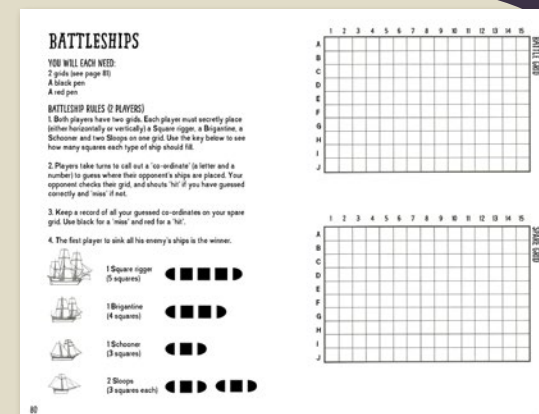 BATTLESHIPS
YOU WILL EACH NEED:
2 grids (see page 81)
A black pen
A red pen
BATTLESHIP RULES (2 PLAYERS)
1. Both players have two grids. Each player must secretly place
(either horizontally or vertically) a Square rigger, a Brigantine, a
Schooner and two Sloops on one grid. Use the key below to see
how many squares each type of ship should fill.
2. Players take turns to call out a 'co-ordinate' (a letter and a
number) to guess where their opponent's ships are placed. Your
opponent checks their grid, and shouts 'hit' if you have guessed
correctly and 'miss' if not.
3. Keep a record of all your guessed co-ordinates on your spare
grid. Use black for a 'miss' and red for a 'hit'.
4. The first player to sink all his enemy's ships is the winner.
1 Square rigger
(5 squares)
1 Brigantine
(4 squares)
1 Schooner
(3 squares)
2 Sloops
(3 squares each)
80
1 2 3 4 5 6 7 8 9 10 11 12 13 14 15
A
B
C
D
E
F
G
H
I
J
BATTLE GRID
1 2 3 4 5 6 7 8 9 10 11 12 13 14 15
A
B
C
D
E
F
G
H
I
J
SPARE GRID